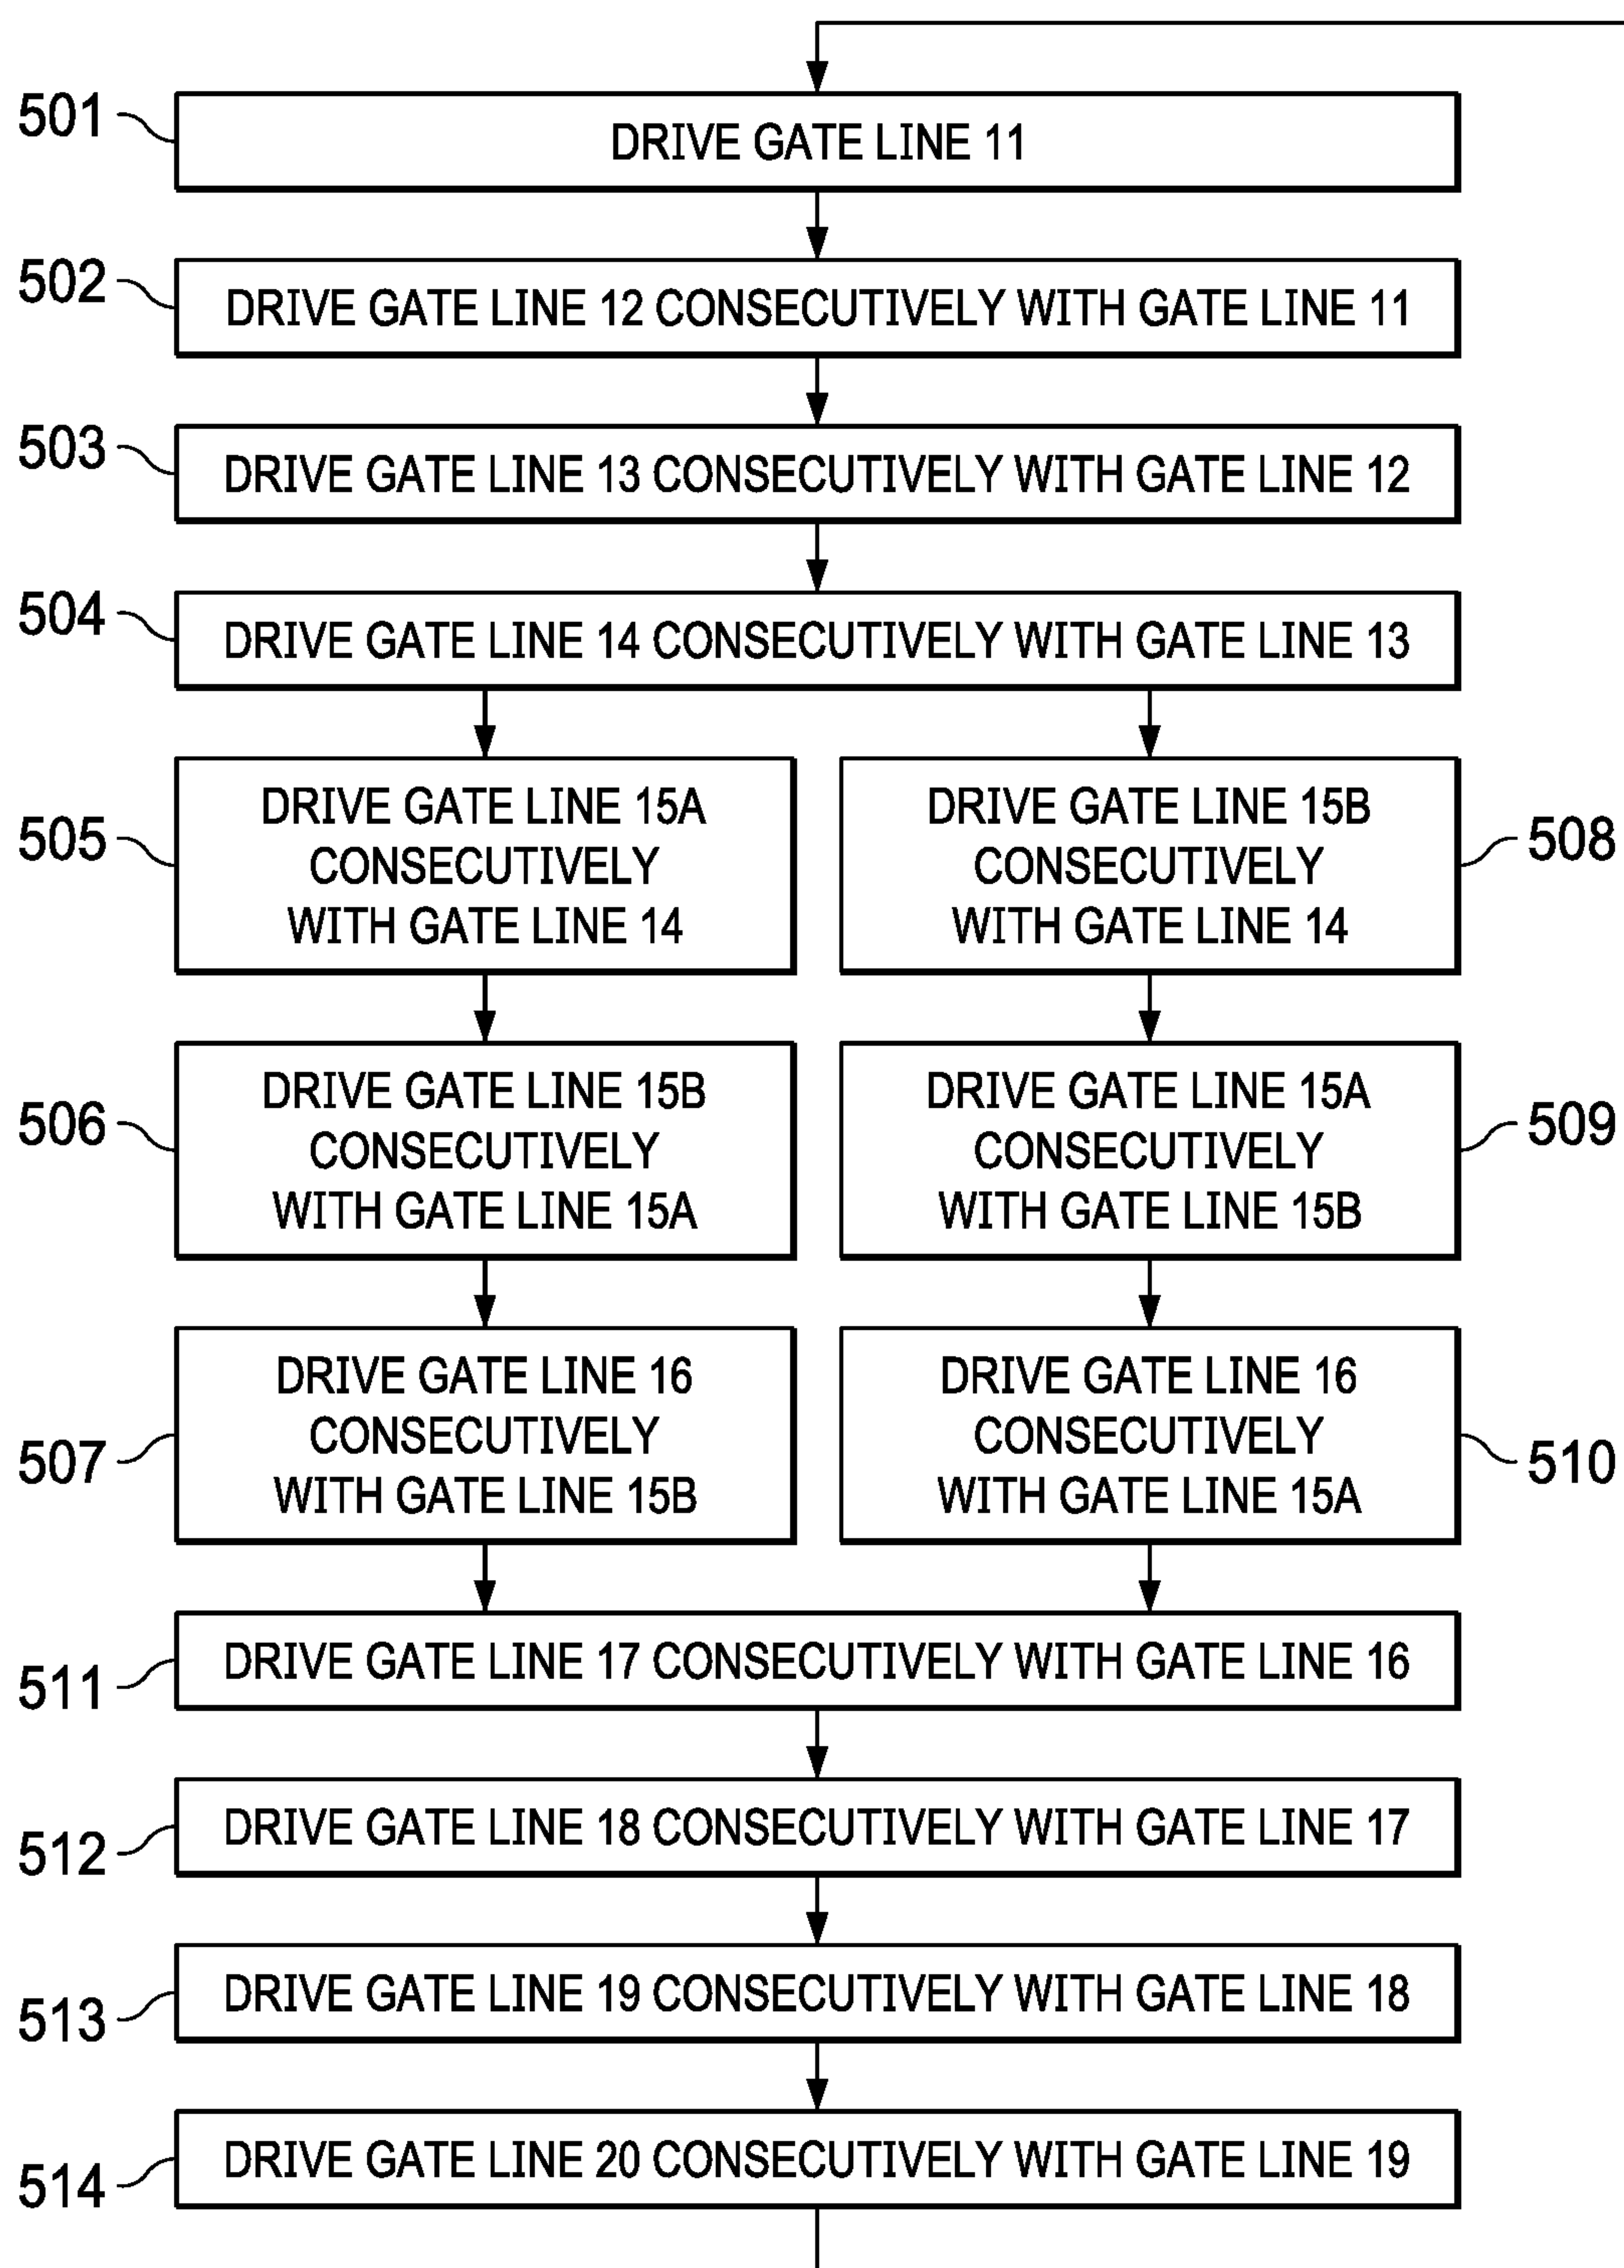 501
DRIVE GATE LINE 11
502
DRIVE GATE LINE 12 CONSECUTIVELY WITH GATE LINE 11
503
DRIVE GATE LINE 13 CONSECUTIVELY WITH GATE LINE 12
504
DRIVE GATE LINE 14 CONSECUTIVELY WITH GATE LINE 13
505
DRIVE GATE LINE 15A
CONSECUTIVELY
WITH GATE LINE 14
DRIVE GATE LINE 15B
CONSECUTIVELY
WITH GATE LINE 14
508
506
DRIVE GATE LINE 15B
CONSECUTIVELY
WITH GATE LINE 15A
DRIVE GATE LINE 15A
CONSECUTIVELY
WITH GATE LINE 15B
509
507
DRIVE GATE LINE 16
CONSECUTIVELY
WITH GATE LINE 15B
DRIVE GATE LINE 16
CONSECUTIVELY
WITH GATE LINE 15A
510
511
DRIVE GATE LINE 17 CONSECUTIVELY WITH GATE LINE 16
512
DRIVE GATE LINE 18 CONSECUTIVELY WITH GATE LINE 17
513
DRIVE GATE LINE 19 CONSECUTIVELY WITH GATE LINE 18
514
DRIVE GATE LINE 20 CONSECUTIVELY WITH GATE LINE 19